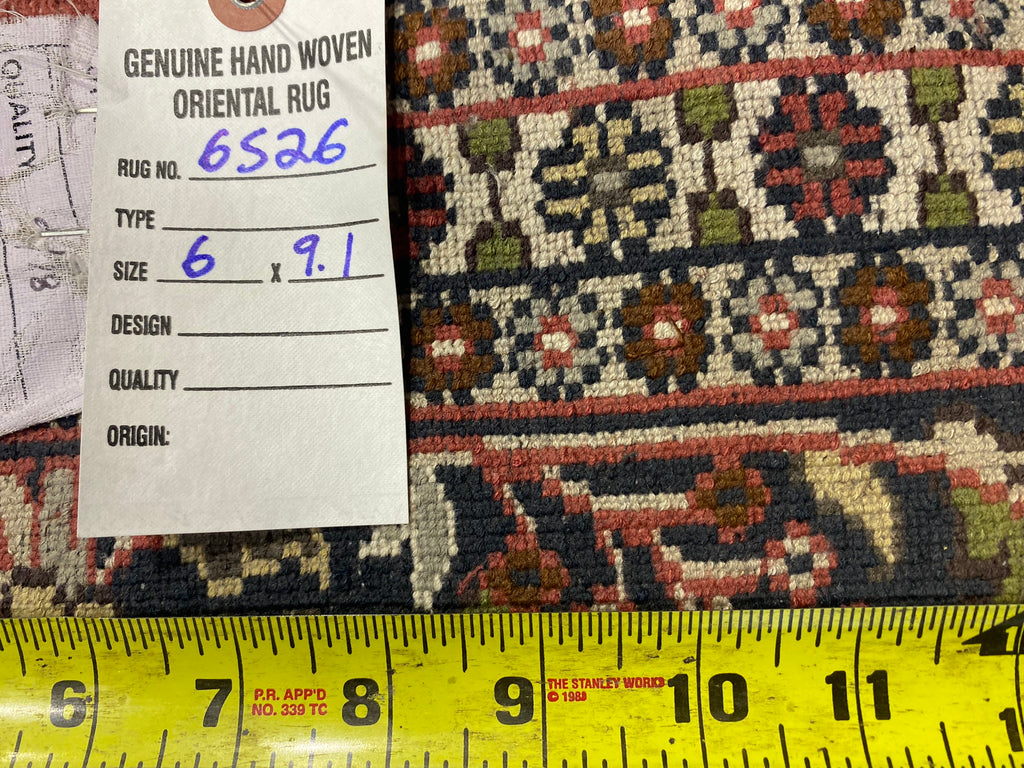 GENUINE HAND WOVEN
ORIENTAL RUG
RUG NO. 6526
TYPE
SIZE 6 X 9.1
DESIGN
QUALITY
ORIGIN:
QUALITY
6 7 8 9 10 11
P.R. APP'D
NO. 339 TC
THE STANLEY WORKS